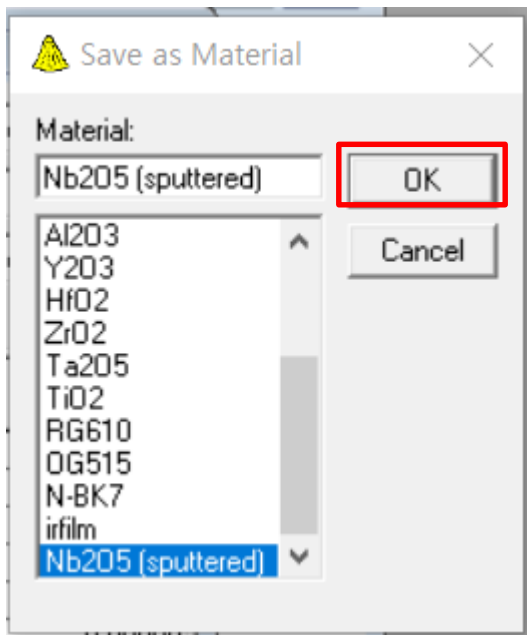 Save as Material
Material:
Nb2O5 (sputtered)
OK
Cancel
Al2O3
Y2O3
HfO2
ZrO2
Ta2O5
TiO2
RG610
OG515
N-BK7
irfilm
Nb2O5 (sputtered)